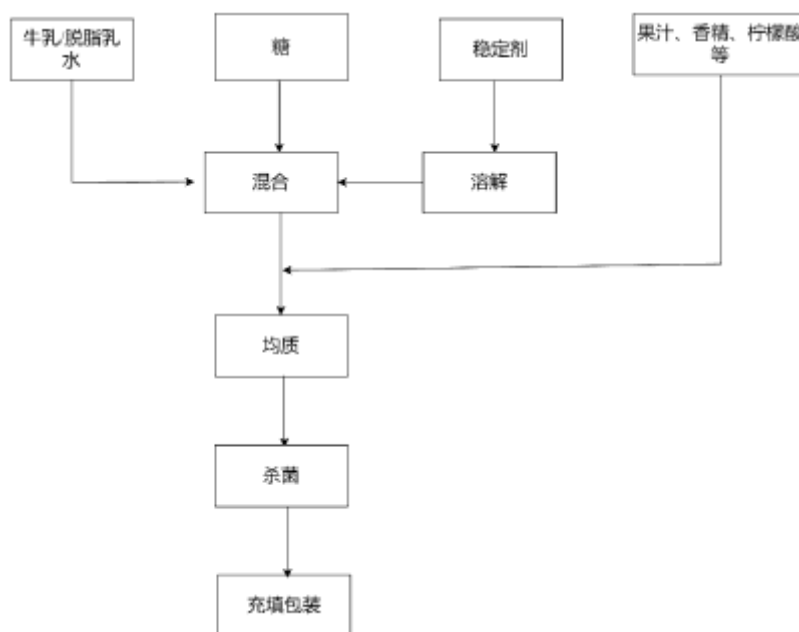 牛乳/脱脂乳
水
糖
稳定剂
果汁、香精、柠檬酸
等
混合
溶解
均质
杀菌
充填包装